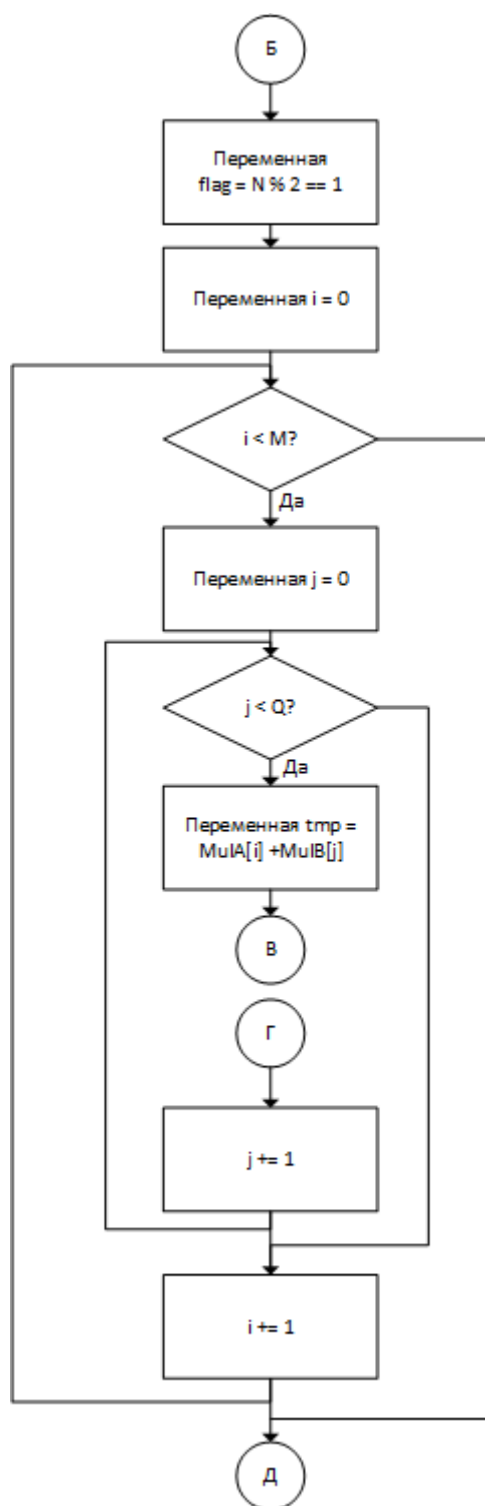 Б
Переменная
flag = N % 2 == 1
Переменная i = 0
i < M?
Да
Переменная j = 0
j < Q?
Да
Переменная tmp =
MulA[i] +MulB[j]
В
Г
j += 1
i += 1
Д